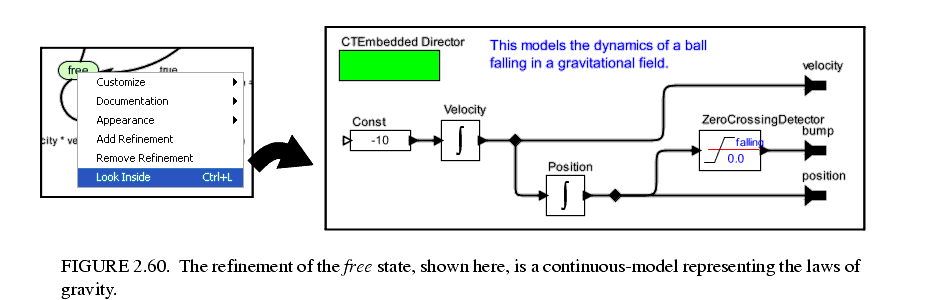 free
true
Customize
Documentation
Appearance
city * ve
Add Refinement
Remove Refinement
Look Inside Ctrl+L
CTEmbedded Director
This models the dynamics of a ball
falling in a gravitational field.
velocity
Const
-10
Velocity
∫
ZeroCrossingDetector
falling
0.0
bump
Position
∫
position
FIGURE 2.60. The refinement of the free state, shown here, is a continuous-model representing the laws of
gravity.